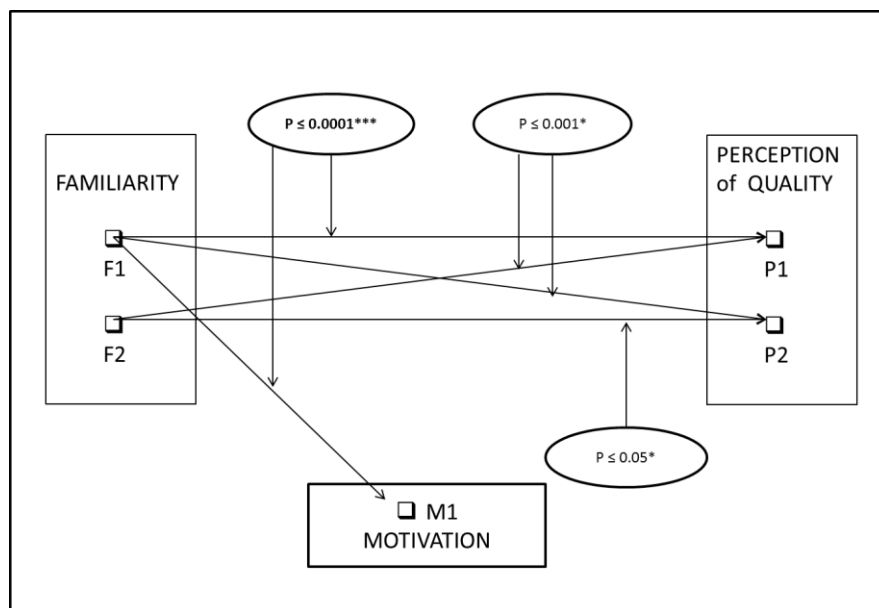 P ≤ 0.0001***
P ≤ 0.001*
FAMILIARITY
PERCEPTION
of QUALITY
F1
P1
F2
P2
P ≤ 0.05*
M1
MOTIVATION